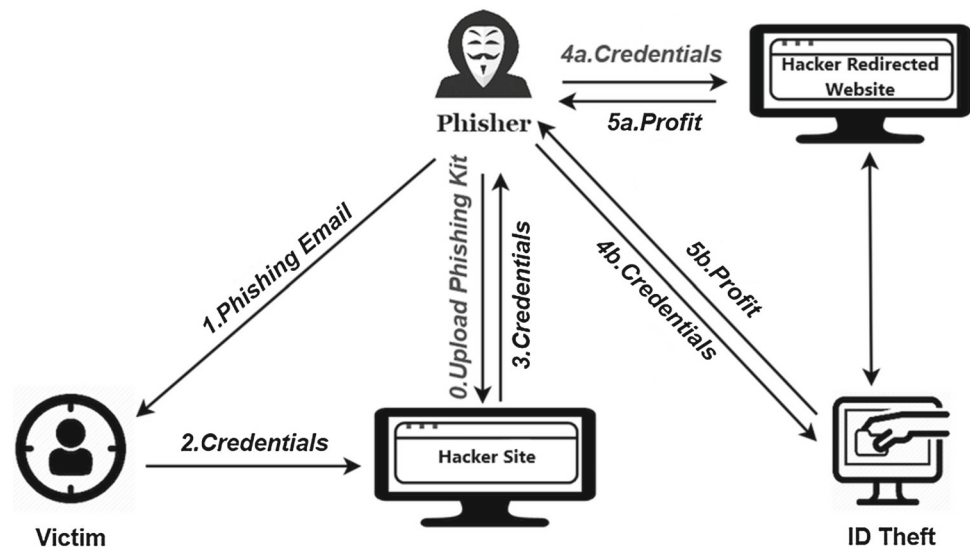 4a.Credentials
Hacker Redirected
Website
Phisher
5a.Profit
1.Phishing Email
0.Upload Phishing Kit
3.Credentials
4b.Credentials
5b.Profit
2.Credentials
Hacker Site
Victim
ID Theft